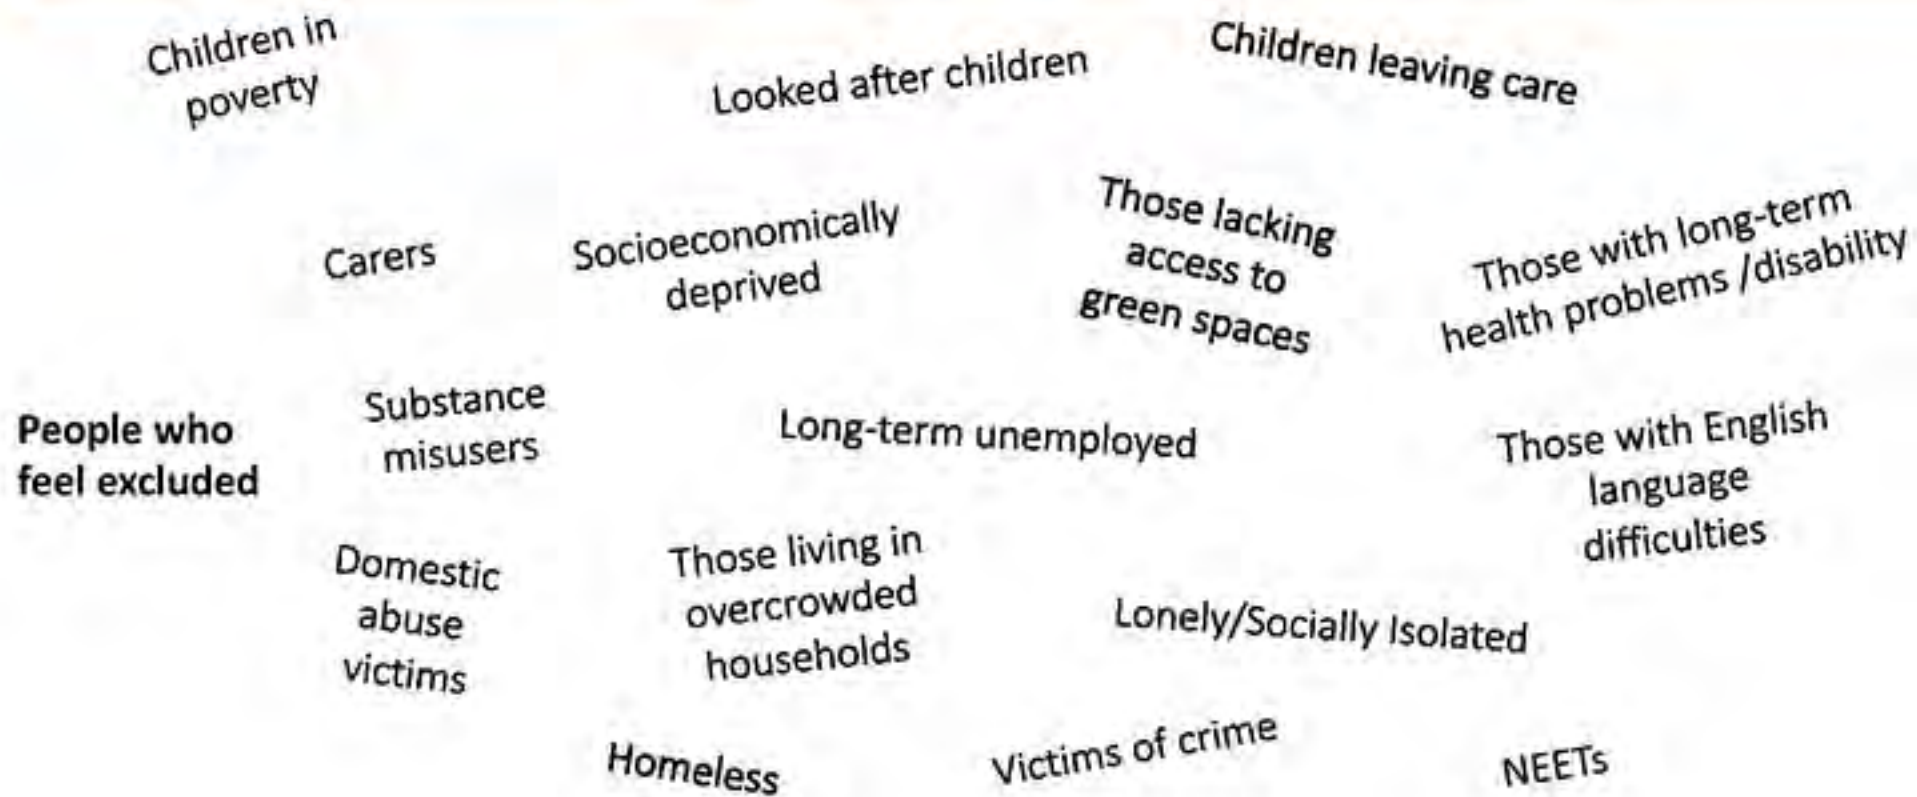 Children in
poverty
Looked after children
Children leaving care
Carers
Socioeconomically
deprived
Those lacking
access to
green spaces
Those with long-term
health problems /disability
People who
feel excluded
Substance
misusers
Long-term unemployed
Those with English
language
difficulties
Domestic
abuse
victims
Those living in
overcrowded
households
Lonely/Socially Isolated
Homeless
Victims of crime
NEETs